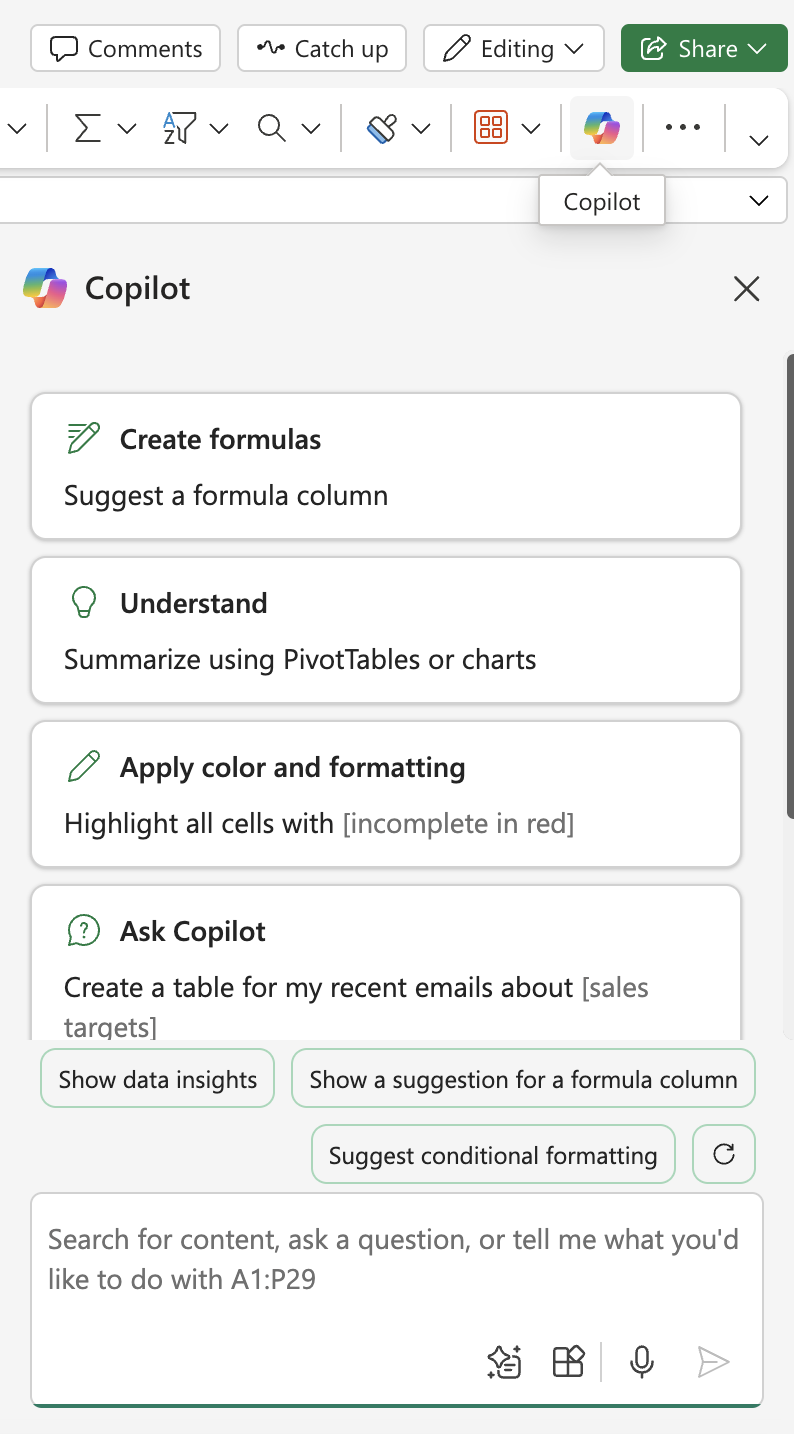 Comments Catch up Editing Share
Copilot
Copilot
Create formulas
Suggest a formula column
Understand
Summarize using PivotTables or charts
Apply color and formatting
Highlight all cells with [incomplete in red]
Ask Copilot
Create a table for my recent emails about [sales
targets]
Show data insights Show a suggestion for a formula column
Suggest conditional formatting
Search for content, ask a question, or tell me what you'd
like to do with A1:P29